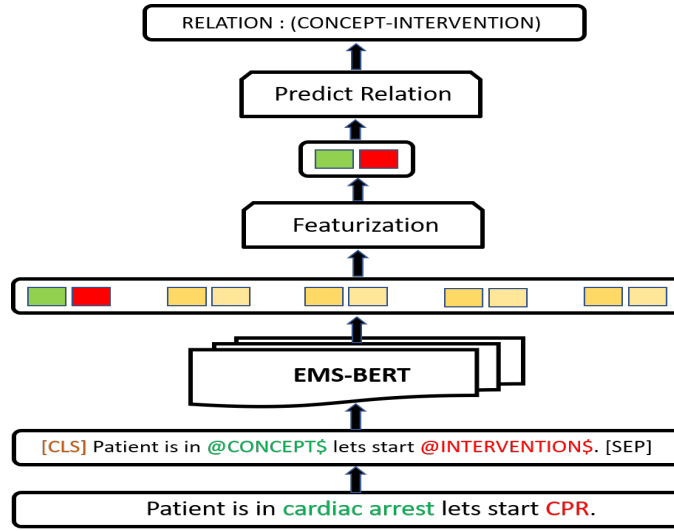 RELATION : (CONCEPT-INTERVENTION)
Predict Relation
Featurization
EMS-BERT
[CLS] Patient is in @CONCEPT$ lets start @INTERVENTION$. [SEP]
Patient is in cardiac arrest lets start CPR.